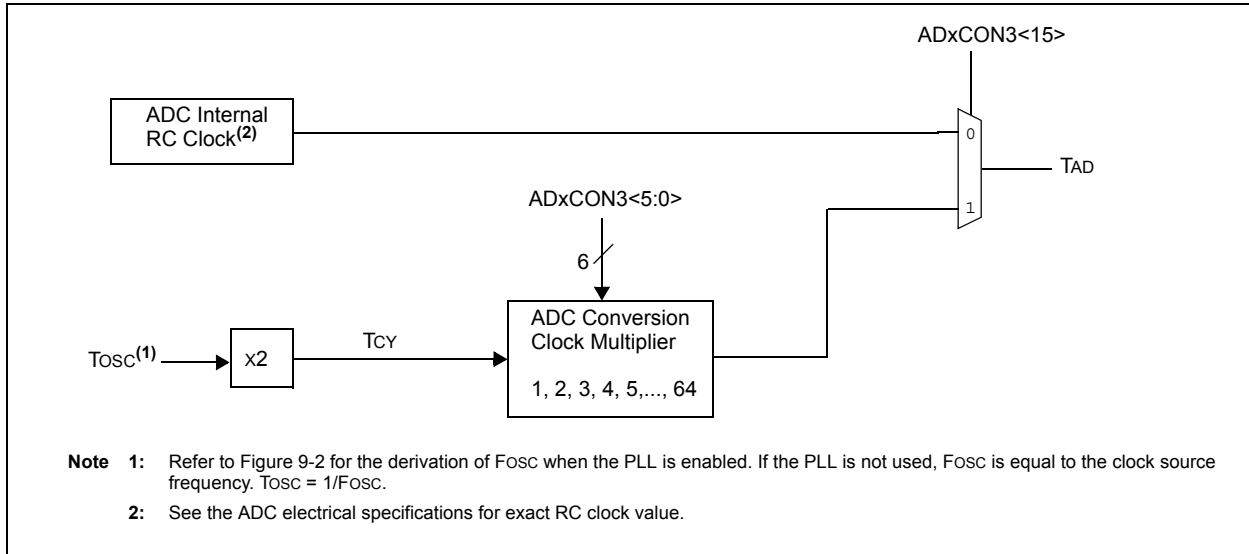 ADxCON3<15>
ADC Internal
RC Clock(2)
0
TAD
ADxCON3<5:0>
1
6
ADC Conversion
Clock Multiplier
TOSC(1)
X2
TCY
1, 2, 3, 4, 5,..., 64
Note 1: Refer to Figure 9-2 for the derivation of FOSC when the PLL is enabled. If the PLL is not used, FOSC is equal to the clock source
frequency. TOSC = 1/FOSC.
2: See the ADC electrical specifications for exact RC clock value.